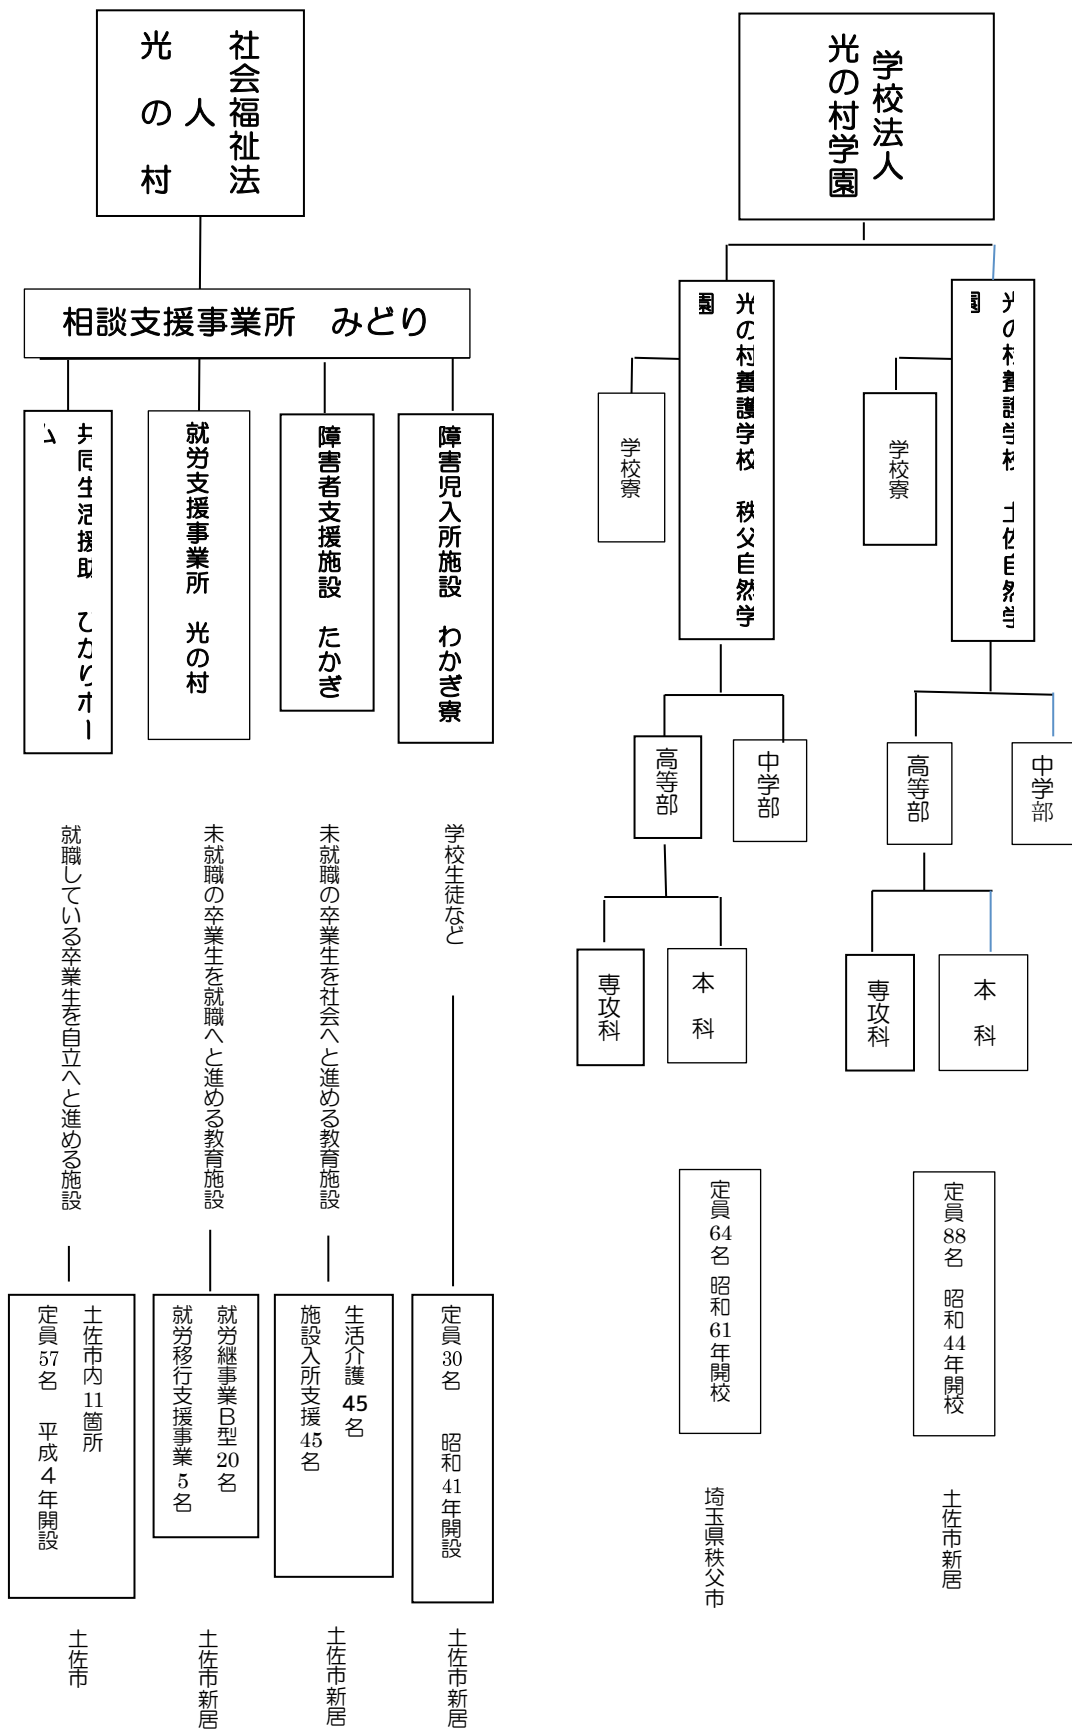 学校法人
光の村学園
光の村養護学校　土佐自然学
園
学校寮
中学部
高等部
本　科
専攻科
定員88名　昭和44年開校
土佐市新居
光の村養護学校　秩父自然学
園
学校寮
中学部
高等部
本　科
専攻科
定員64名 昭和61年開校
埼玉県秩父市
社会福祉法
人
光　の　村
相談支援事業所　みどり
障害児入所施設　わかぎ寮
学校生徒など
定員30名　昭和41年開設
土佐市新居
障害者支援施設　たかぎ
未就職の卒業生を社会へと進める教育施設
生活介護 45名
施設入所支援45名
土佐市新居
就労支援事業所　光の村
未就職の卒業生を就職へと進める教育施設
就労継事業Ｂ型20名
就労移行支援事業5名
土佐市新居
共同生活援助　ひかりホー
ム
就職している卒業生を自立へと進める施設
土佐市内11箇所
定員57名　平成４年開設
土佐市